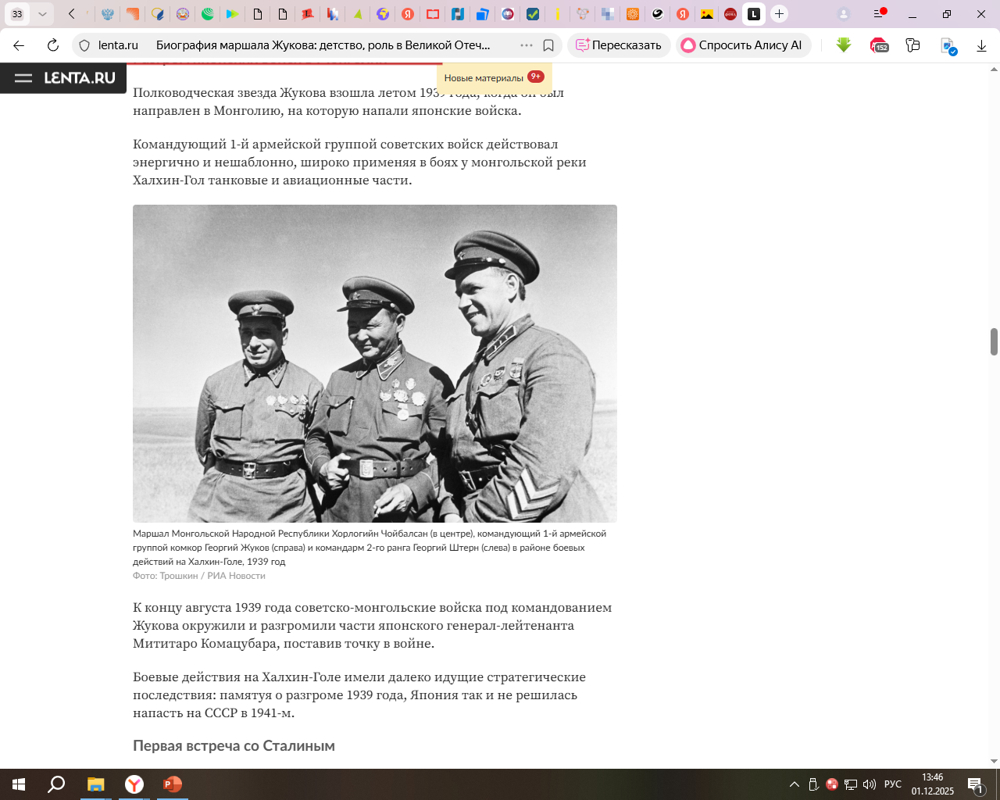 33
lenta.ru
Биография маршала Жукова: детство, роль в Великой Отеч...
Пересказать
Спросить Алису AI
152
LENTA.RU
Новые материалы 9+
Полководческая звезда Жукова взошла летом 1939 года, когда он был
направлен в Монголию, на которую напали японские войска.
Командующий 1-й армейской группой советских войск действовал
энергично и нешаблонно, широко применяя в боях у монгольской реки
Халхин-Гол танковые и авиационные части.
Маршал Монгольской Народной Республики Хорлогийн Чойбалсан (в центре), командующий 1-й армейской
группой комкор Георгий Жуков (справа) и командарм 2-го ранга Георгий Штерн (слева) в районе боевых
действий на Халхин-Голе, 1939 год
Фото: Трошкин / РИА Новости
К концу августа 1939 года советско-монгольские войска под командованием
Жукова окружили и разгромили части японского генерал-лейтенанта
Мититаро Комацубара, поставив точку в войне.
Боевые действия на Халхин-Голе имели далеко идущие стратегические
последствия: памятуя о разгроме 1939 года, Япония так и не решилась
напасть на СССР в 1941-м.
Первая встреча со Сталиным
РУС
13:46
01.12.2025
1